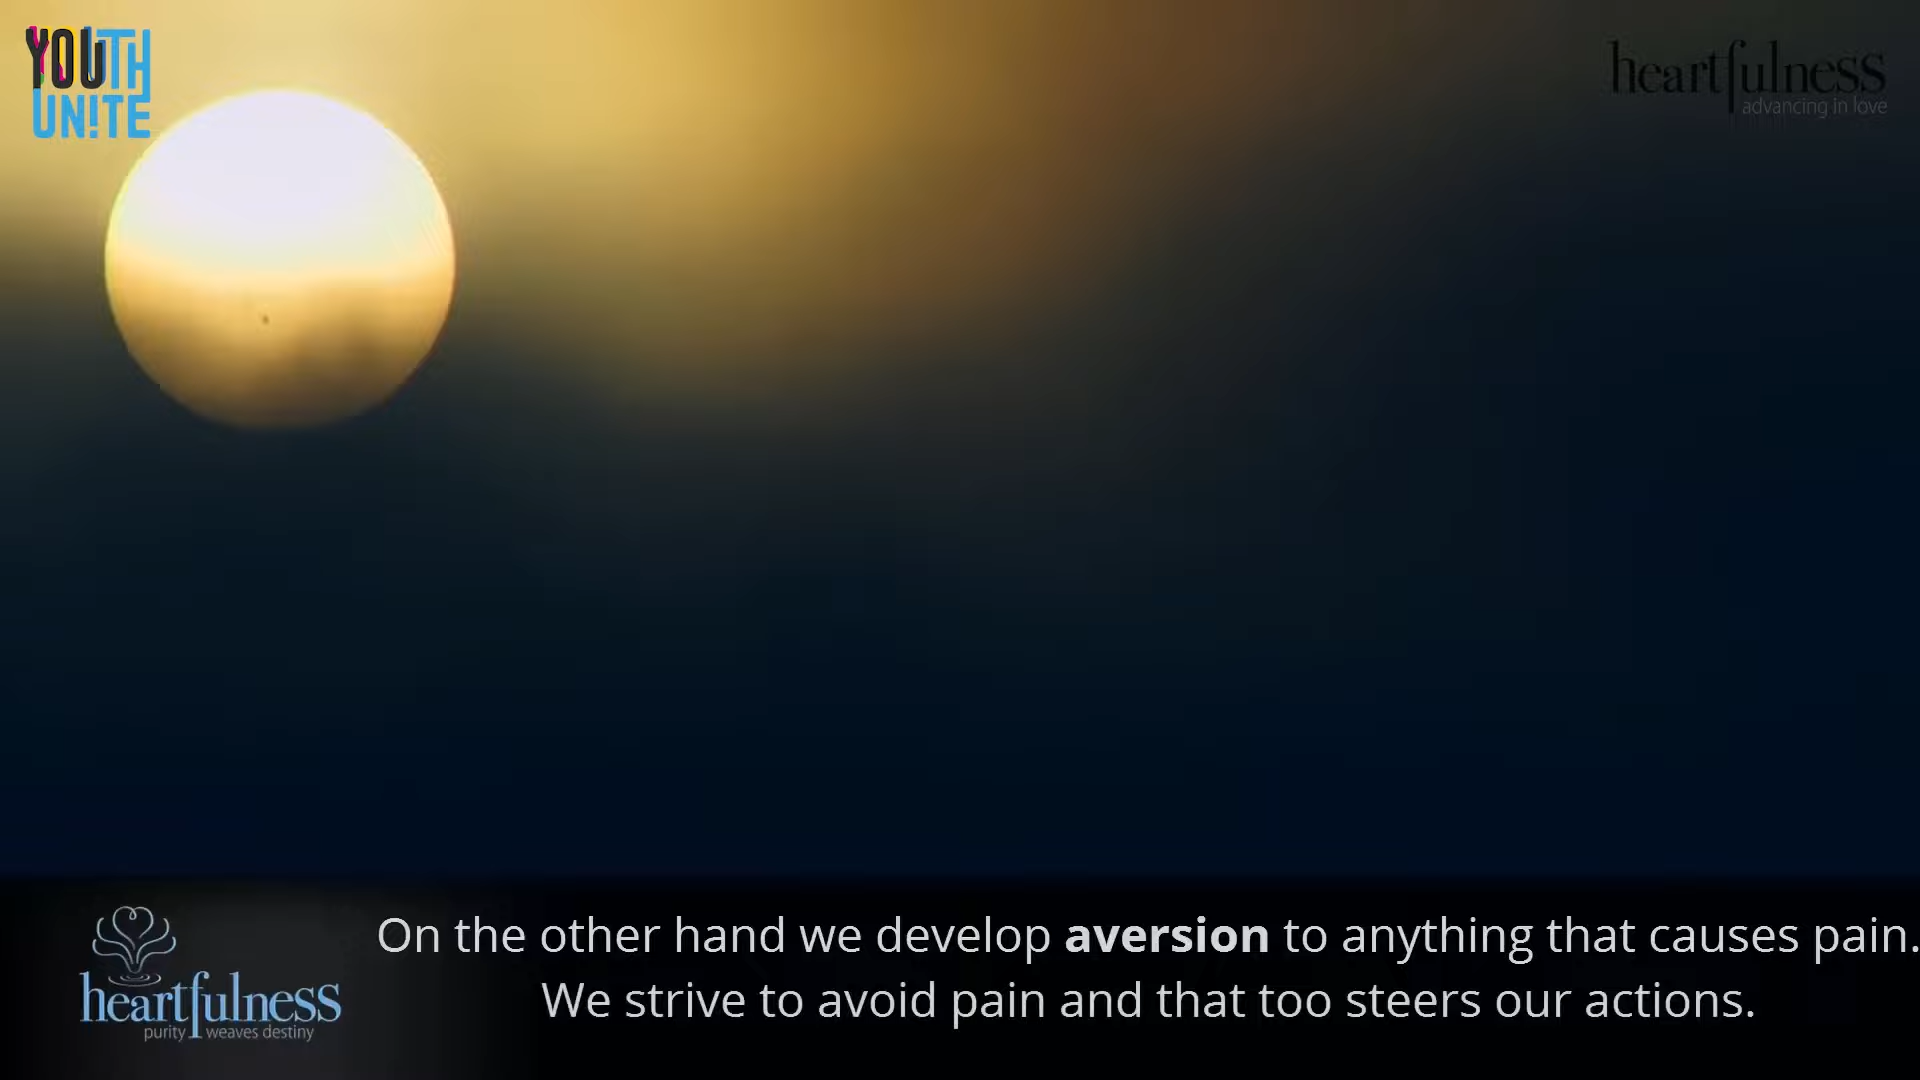 YOUTH
UN!TE
heartfulness
advancing in love
On the other hand we develop aversion to anything that causes pain.
We strive to avoid pain and that too steers our actions.
heartfulness
purity weaves destiny